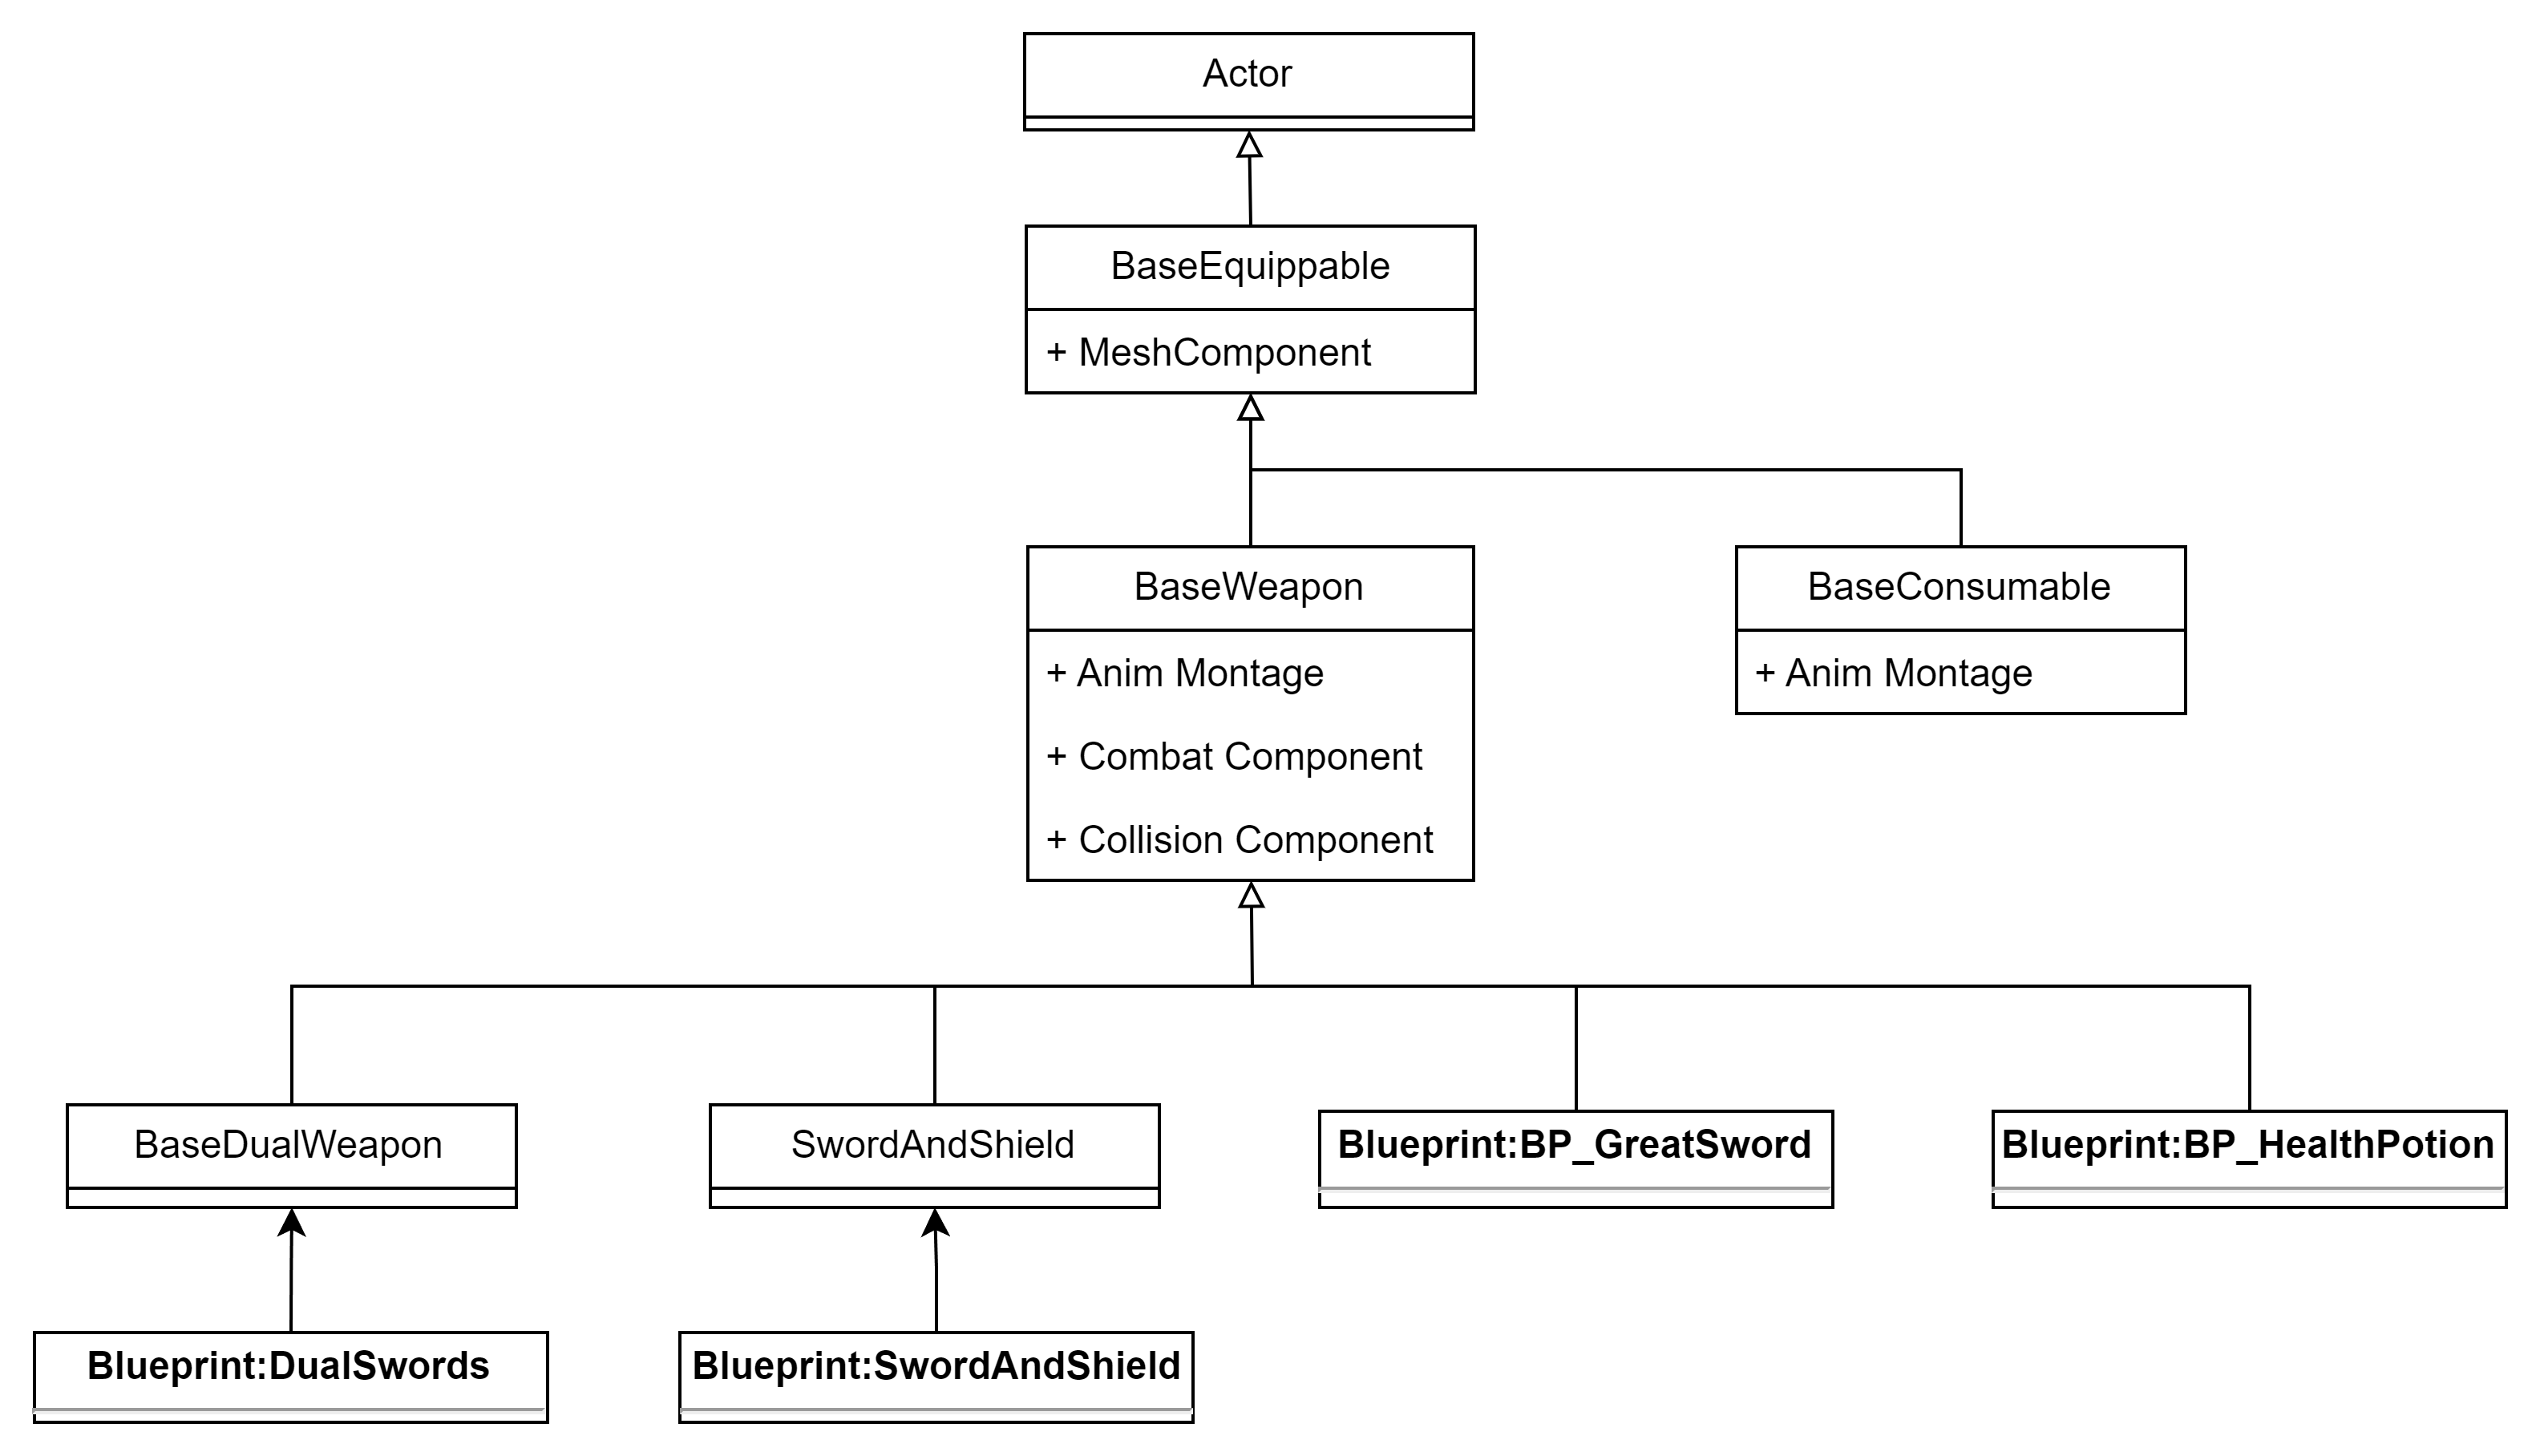 Actor
BaseEquippable
+ MeshComponent
BaseWeapon
+ Anim Montage
+ Combat Component
+ Collision Component
BaseConsumable
+ Anim Montage
BaseDualWeapon
SwordAndShield
Blueprint:BP_GreatSword
Blueprint:BP_HealthPotion
Blueprint:DualSwords
Blueprint:SwordAndShield